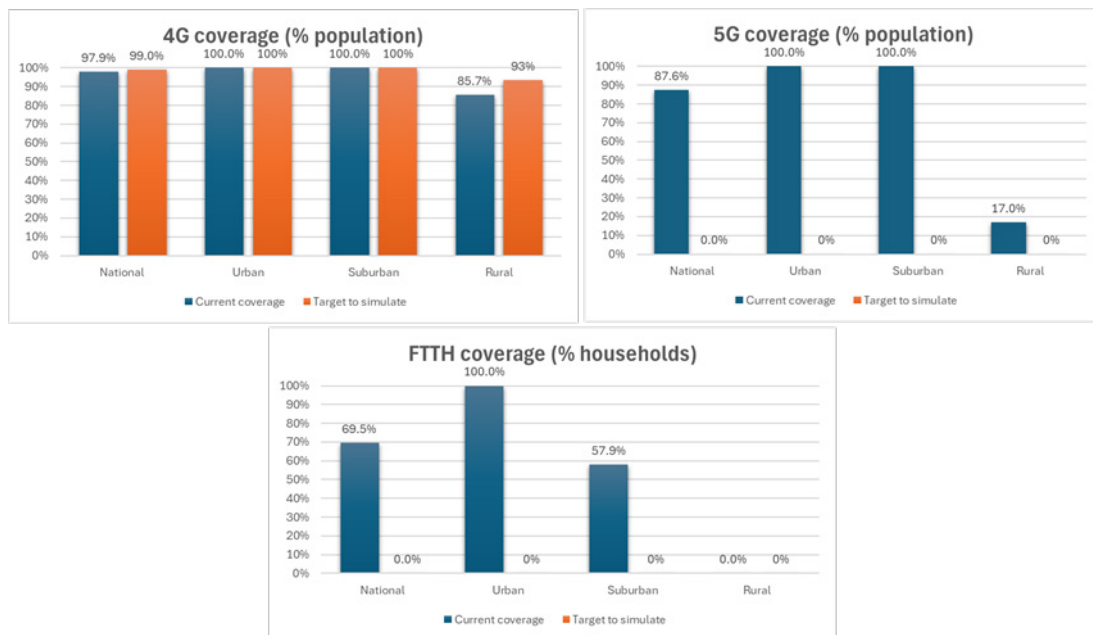 4G coverage (% population)
97.9% 99.0% 100.0% 100% 100.0% 100% 85.7% 93%
100%
90%
80%
70%
60%
50%
40%
30%
20%
10%
0%
National Urban Suburban Rural
Current coverage Target to simulate
5G coverage (% population)
87.6% 0.0% 100.0% 0% 100.0% 0% 17.0% 0%
100%
90%
80%
70%
60%
50%
40%
30%
20%
10%
0%
National Urban Suburban Rural
Current coverage Target to simulate
FTTH coverage (% households)
69.5% 0.0% 100.0% 0% 57.9% 0% 0.0% 0%
100%
90%
80%
70%
60%
50%
40%
30%
20%
10%
0%
National Urban Suburban Rural
Current coverage Target to simulate